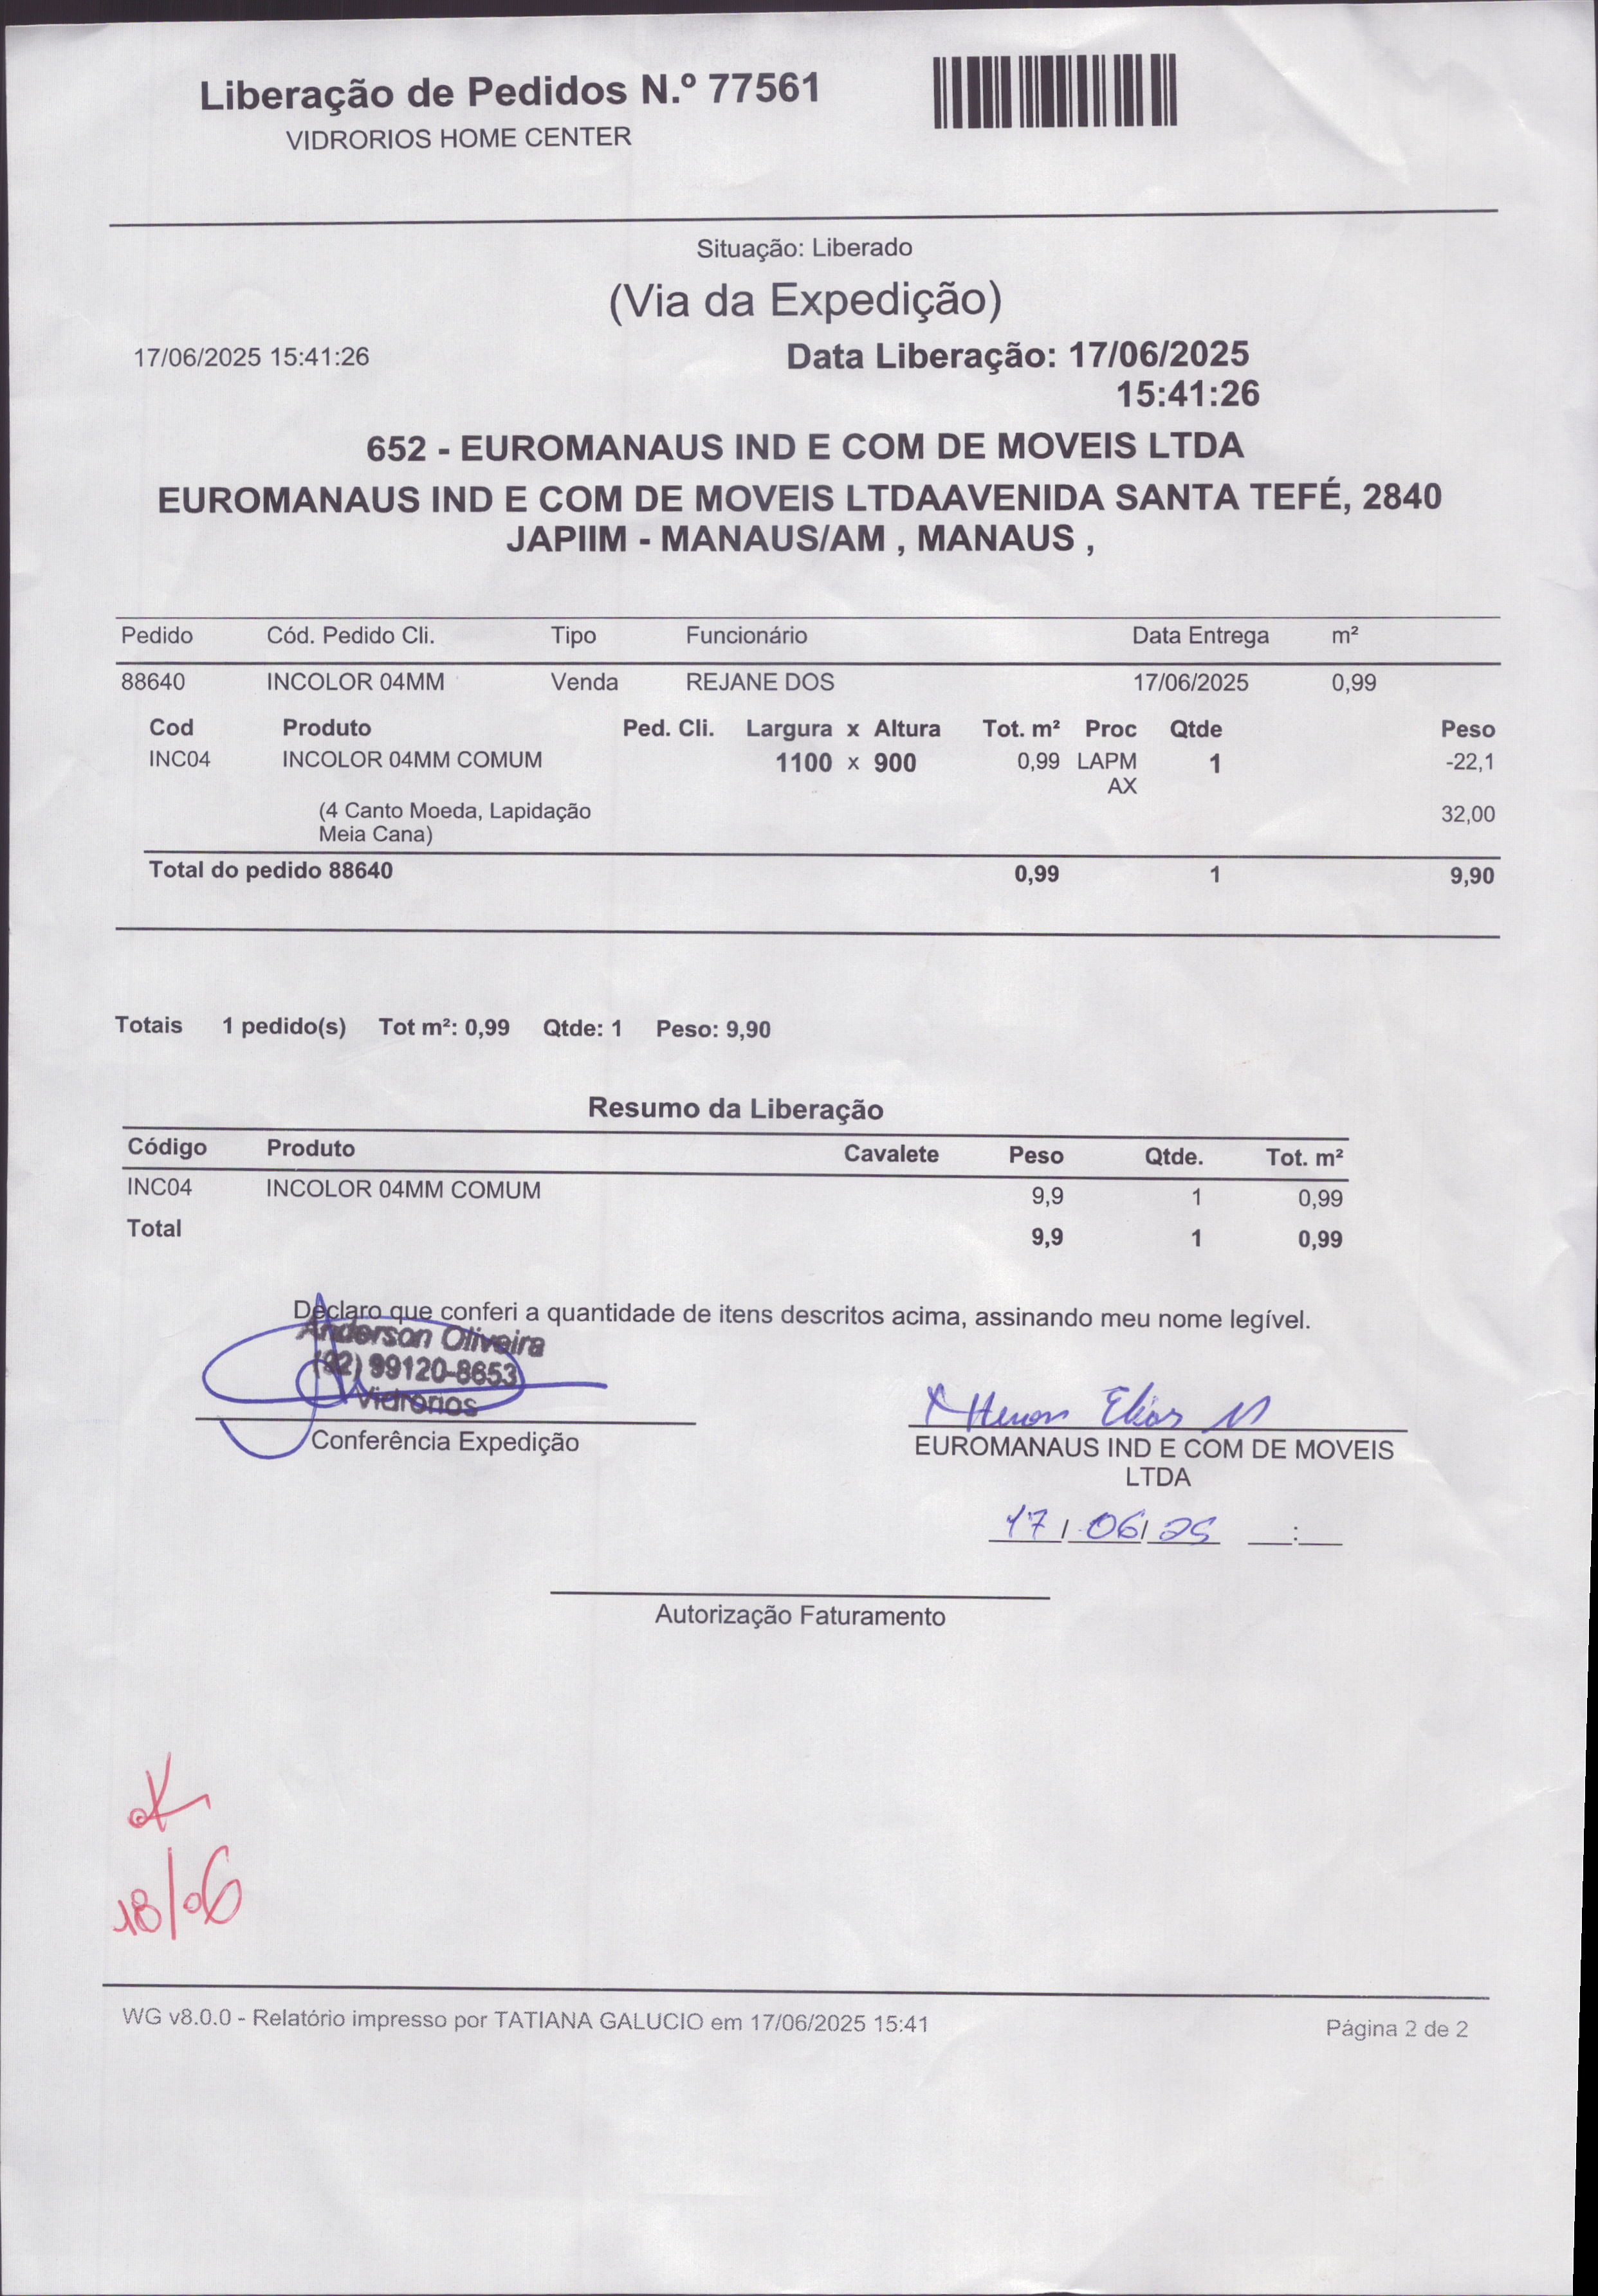 Liberação de Pedidos N.º 77561
VIDRORIOS HOME CENTER
Situação: Liberado
(Via da Expedição)
17/06/2025 15:41:26
Data Liberação: 17/06/2025
15:41:26
652 - EUROMANAUS IND E COM DE MOVEIS LTDA
EUROMANAUS IND E COM DE MOVEIS LTDAAVENIDA SANTA TEFÉ, 2840
JAPIIM - MANAUS/AM , MANAUS ,
Pedido Cód. Pedido Cli. Tipo Funcionário Data Entrega m²
88640 INCOLOR 04MM Venda REJANE DOS 17/06/2025 0,99
Cod Produto Ped. Cli. Largura x Altura Tot. m² Proc Qtde Peso
INC04 INCOLOR 04MM COMUM 1100 x 900 0,99 LAPM 1 -22,1
AX
(4 Canto Moeda, Lapidação 32,00
Meia Cana)
Total do pedido 88640 0,99 1 9,90
Totais 1 pedido(s) Tot m²: 0,99 Qtde: 1 Peso: 9,90
Resumo da Liberação
Código Produto Cavalete Peso Qtde. Tot. m²
INC04 INCOLOR 04MM COMUM 9,9 1 0,99
Total 9,9 1 0,99
Declaro que conferi a quantidade de itens descritos acima, assinando meu nome legível.
Anderson Oliveira
(92) 99120-8653
Vidrorios
Elias
Conferência Expedição
EUROMANAUS IND E COM DE MOVEIS
LTDA
17/06/25 __:__
Autorização Faturamento
OK
18/06
WG v8.0.0 - Relatório impresso por TATIANA GALUCIO em 17/06/2025 15:41
Página 2 de 2